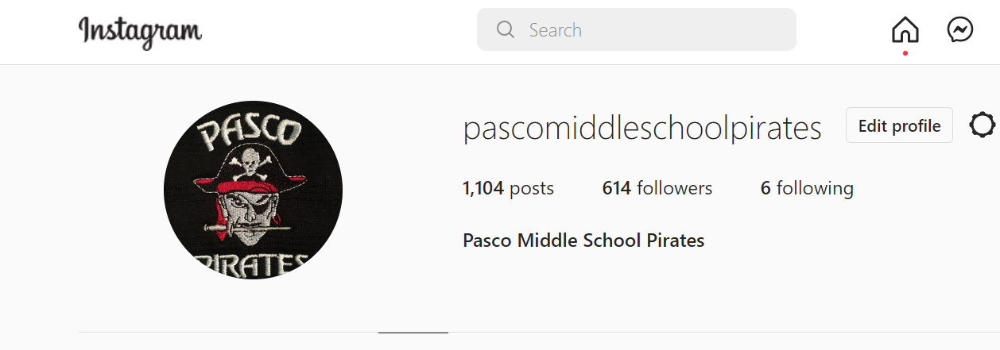 Instagram
Search
PASCO
PIRATES
pascomiddleschoolpirates
Edit profile
1,104 posts 614 followers 6 following
Pasco Middle School Pirates